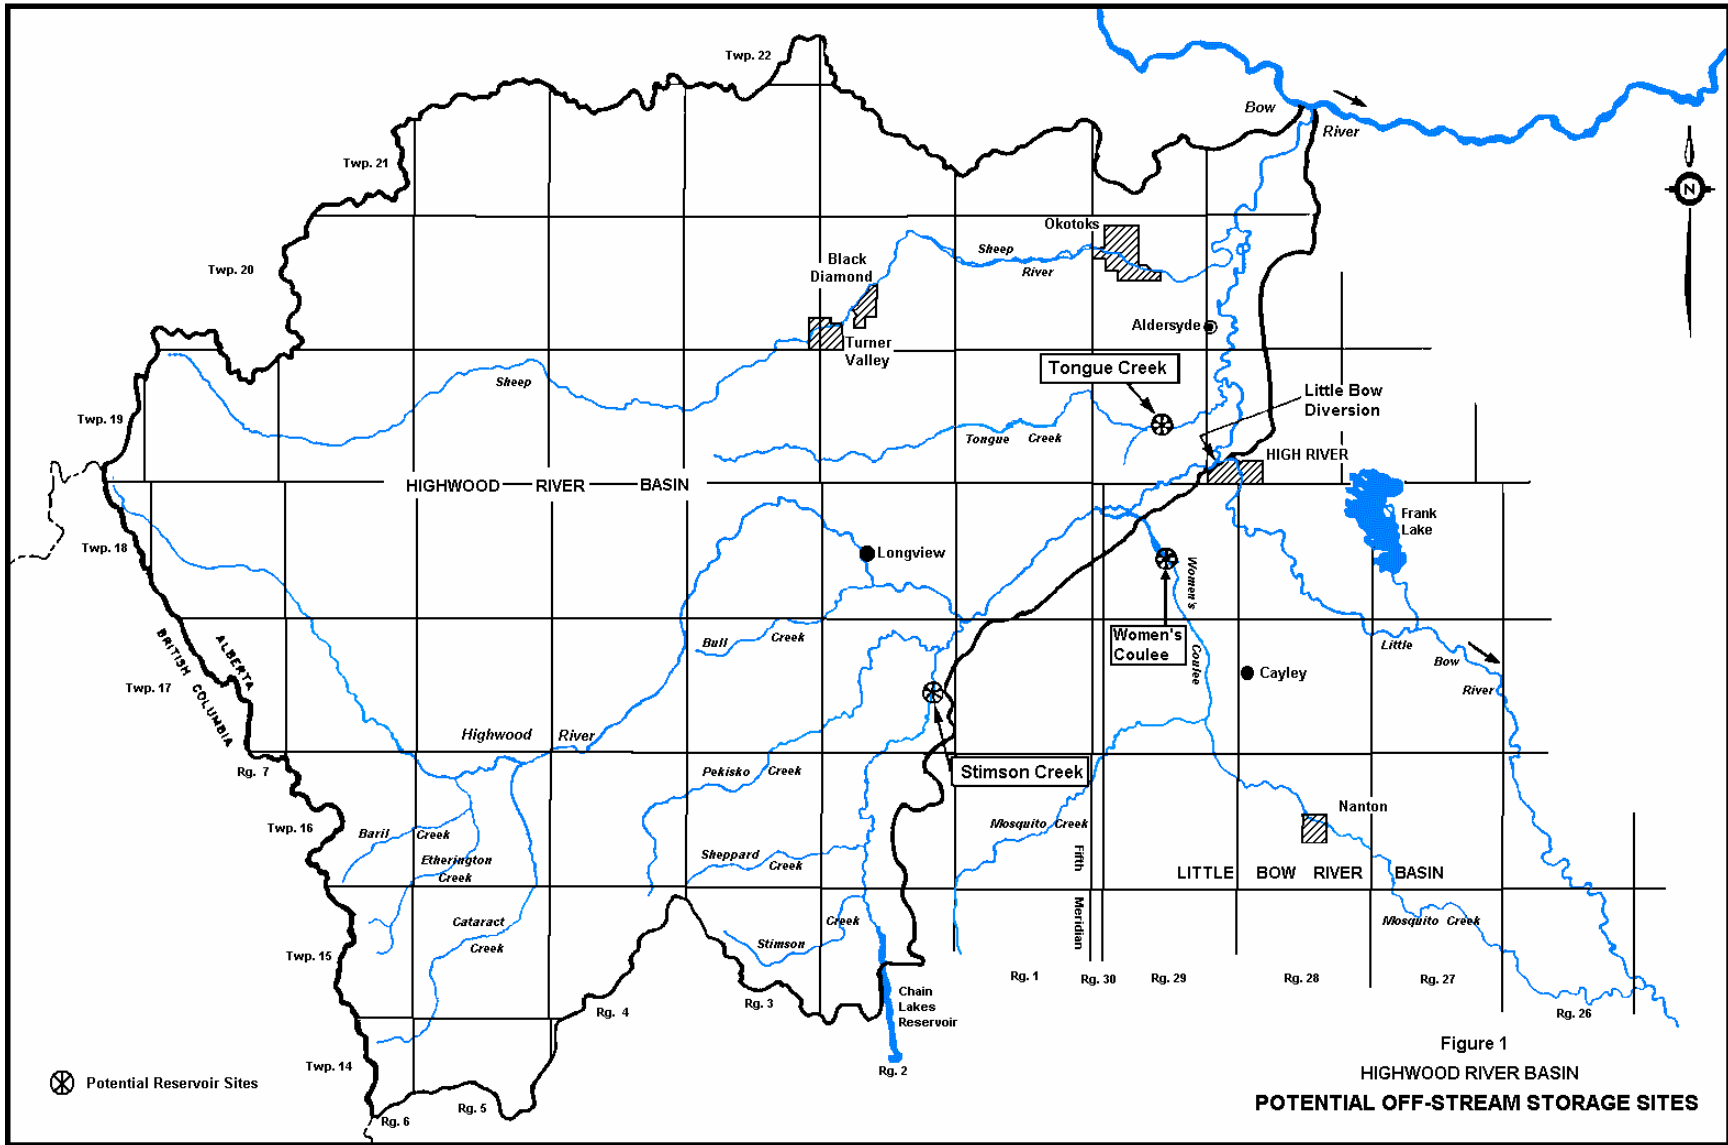 Twp. 22
Bow
River
Twp. 21
N
Okotoks
Sheep
River
Black
Diamond
Twp. 20
Aldersyde
Turner
Valley
Tongue Creek
Sheep
Little Bow
Diversion
Twp. 19
Tongue Creek
HIGH RIVER
HIGHWOOD RIVER BASIN
Frank
Lake
Twp. 18
Longview
Women's
Coulee
BRITISH COLUMBIA
ALBERTA
Bull Creek
Women's
Coulee
Little Bow
River
Twp. 17
Cayley
Highwood River
Rg. 7
Pekisko Creek
Stimson Creek
Twp. 16
Baril Creek
Nanton
Mosquito Creek
Etherington
Creek
Sheppard
Creek
Fifth
Meridian
LITTLE BOW RIVER BASIN
Cataract
Creek
Creek
Stimson
Mosquito Creek
Twp. 15
Rg. 1
Rg. 30
Rg. 29
Rg. 28
Rg. 27
Rg. 4
Rg. 3
Chain
Lakes
Reservoir
Rg. 26
Twp. 14
Rg. 2
Figure 1
HIGHWOOD RIVER BASIN
POTENTIAL OFF-STREAM STORAGE SITES
Potential Reservoir Sites
Rg. 5
Rg. 6